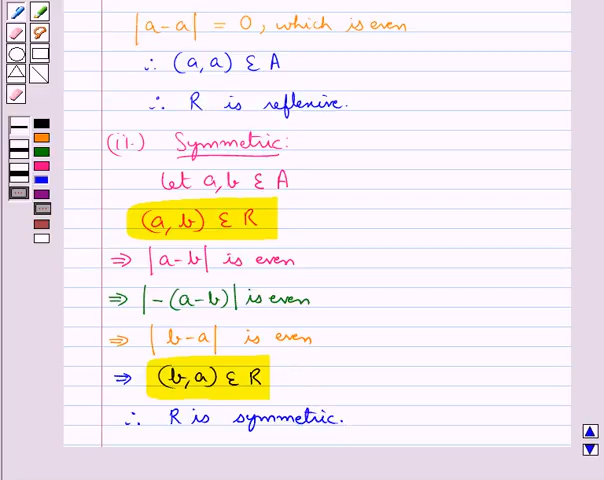 |a-a| = 0, which is even
∴ (a,a) ε A
∴ R is reflexive.
(ii.) Symmetric:
Let a,b ε A
(a, b) ε R
⇒ |a-b| is even
⇒ |-(a-b)| is even
⇒ |b-a| is even
⇒ (b,a) ε R
∴ R is symmetric.